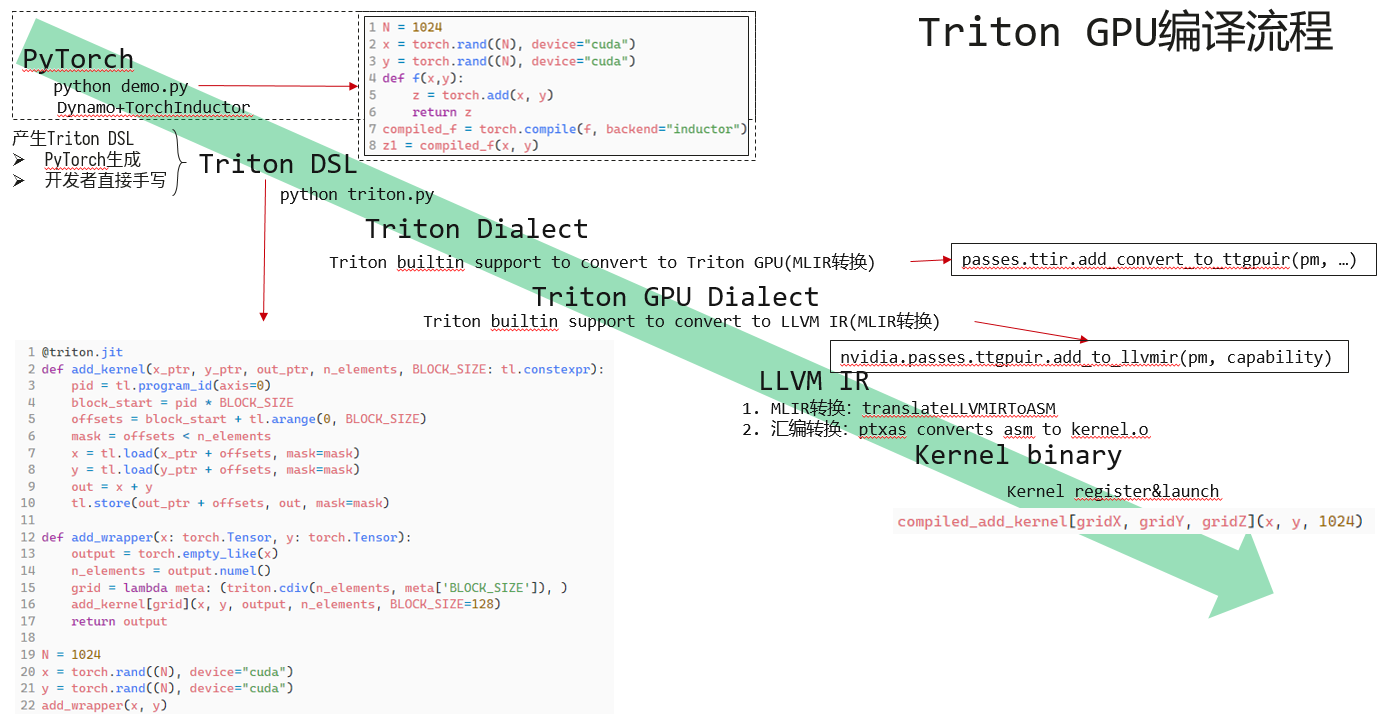 Triton GPU编译流程
PyTorch
python demo.py
Dynamo+TorchInductor
1 N = 1024
2 x = torch.rand((N), device="cuda")
3 y = torch.rand((N), device="cuda")
4 def f(x,y):
5     z = torch.add(x, y)
6     return z
7 compiled_f = torch.compile(f, backend="inductor")
8 z1 = compiled_f(x, y)
产生Triton DSL
➢ PyTorch生成
➢ 开发者直接手写
Triton DSL
python triton.py
Triton Dialect
Triton builtin support to convert to Triton GPU(MLIR转换)
passes.ttir.add_convert_to_ttgpuir(pm, …)
Triton GPU Dialect
Triton builtin support to convert to LLVM IR(MLIR转换)
nvidia.passes.ttgpuir.add_to_llvmir(pm, capability)
LLVM IR
1. MLIR转换: translateLLVMIRToASM
2. 汇编转换: ptxas converts asm to kernel.o
Kernel binary
Kernel register&launch
compiled_add_kernel[gridX, gridY, gridZ](x, y, 1024)
1 @triton.jit
2 def add_kernel(x_ptr, y_ptr, out_ptr, n_elements, BLOCK_SIZE: tl.constexpr):
3     pid = tl.program_id(axis=0)
4     block_start = pid * BLOCK_SIZE
5     offsets = block_start + tl.arange(0, BLOCK_SIZE)
6     mask = offsets < n_elements
7     x = tl.load(x_ptr + offsets, mask=mask)
8     y = tl.load(y_ptr + offsets, mask=mask)
9     out = x + y
10     tl.store(out_ptr + offsets, out, mask=mask)
11
12 def add_wrapper(x: torch.Tensor, y: torch.Tensor):
13     output = torch.empty_like(x)
14     n_elements = output.numel()
15     grid = lambda meta: (triton.cdiv(n_elements, meta['BLOCK_SIZE']), )
16     add_kernel[grid](x, y, output, n_elements, BLOCK_SIZE=128)
17     return output
18
19 N = 1024
20 x = torch.rand((N), device="cuda")
21 y = torch.rand((N), device="cuda")
22 add_wrapper(x, y)